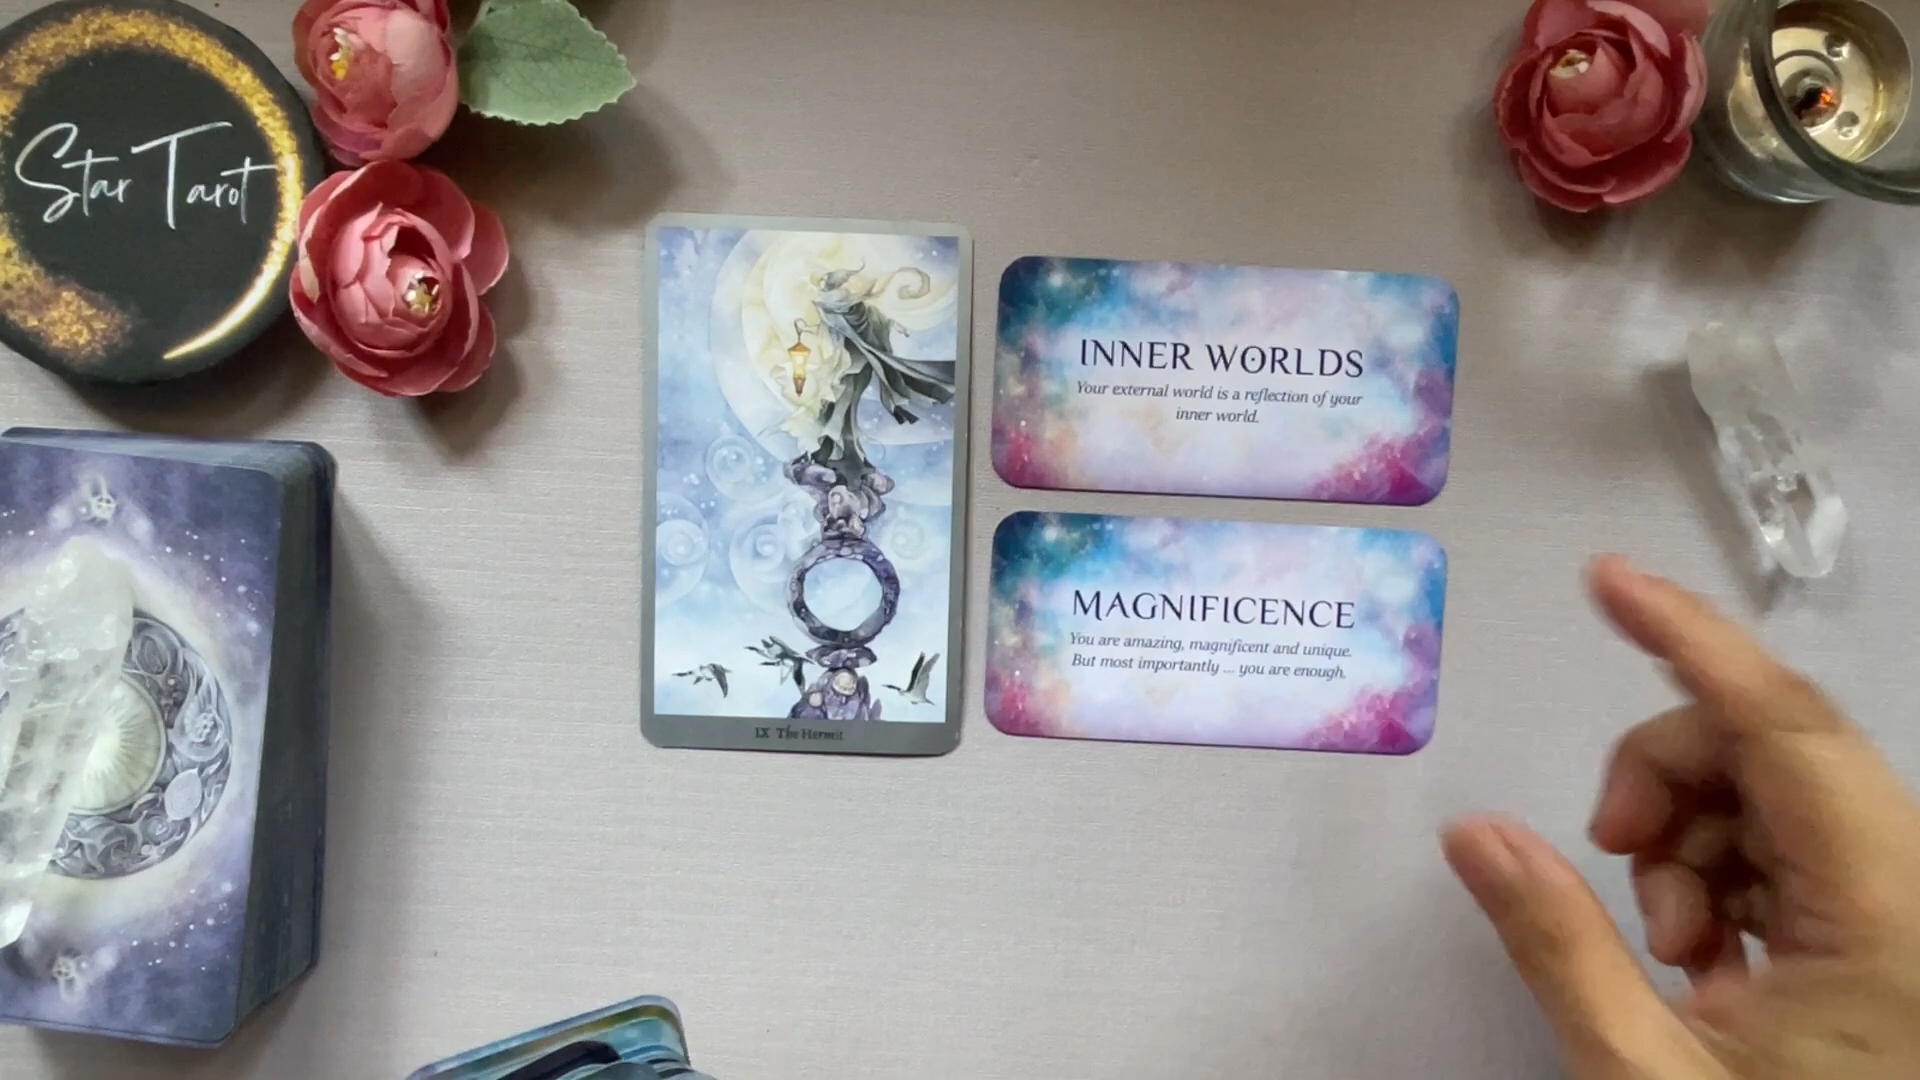 Star Tarot
INNER WORLDS
Your external world is a reflection of your
inner world.
MAGNIFICENCE
You are amazing, magnificent and unique.
But most importantly ... you are enough.
IX The Hermit